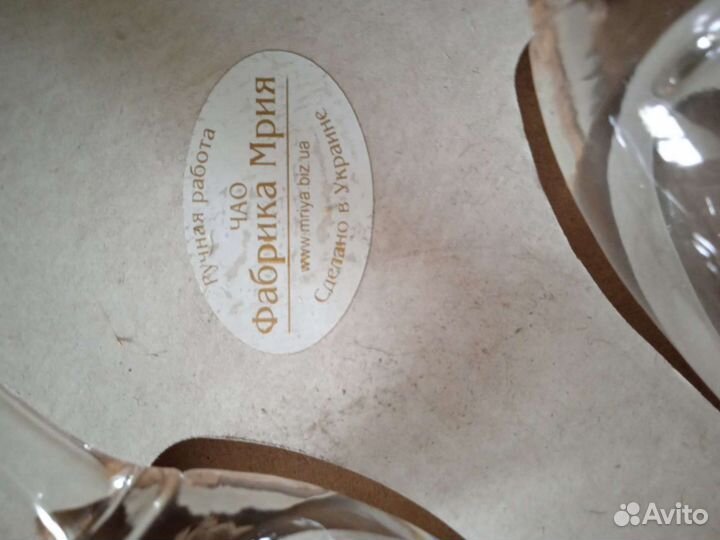 Ручная работа
ЧАО
Фабрика Мрия
www.mriya.biz.ua
Сделано в Украине
Avito